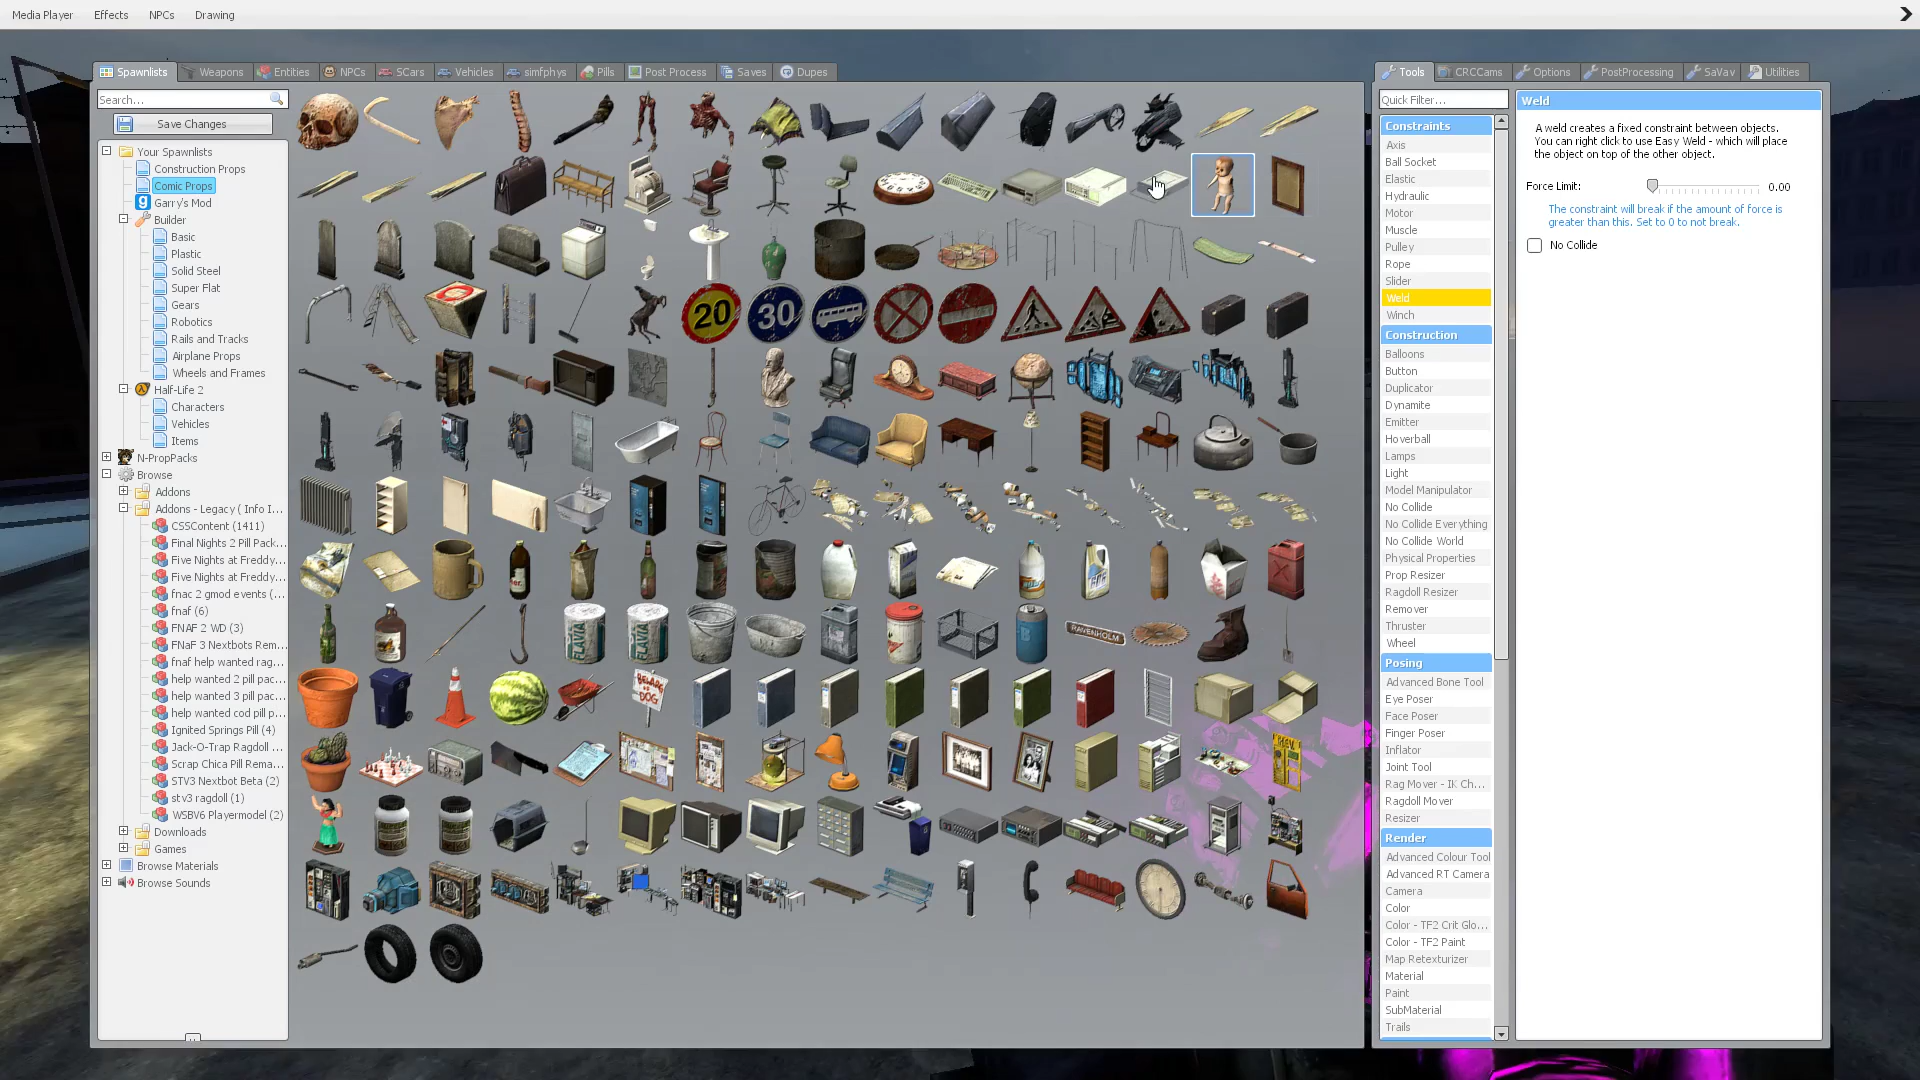 Media Player Effects NPCs Drawing
Spawnlists Weapons Entities NPCs SCars Vehicles simfphys Pills Post Process Saves Dupes
Search...
Save Changes
Your Spawnlists
Construction Props
Comic Props
Garry's Mod
Builder
Basic
Plastic
Solid Steel
Super Flat
Gears
Robotics
Rails and Tracks
Airplane Props
Wheels and Frames
Half-Life 2
Characters
Vehicles
Items
N-PropPacks
Browse
Addons
Addons - Legacy ( Info I...
CSSContent (1411)
Final Nights 2 Pill Pack...
Five Nights at Freddy...
Five Nights at Freddy...
fnac 2 gmod events (...
fnaf (6)
FNAF 2 WD (3)
FNaF 3 Nextbots Rem...
fnaf help wanted rag...
help wanted 2 pill pac...
help wanted 3 pill pac...
help wanted cod pill p...
Ignited Springs Pill (4)
Jack-O-Trap Ragdoll ...
Scrap Chica Pill Rema...
STV3 Nextbot Beta (2)
stv3 ragdoll (1)
WSBV6 Playermodel (2)
Downloads
Games
Browse Materials
Browse Sounds
20
30
RAVENHOLM
BEWARE
OF
DOG
Tools CRCCams Options PostProcessing SaVav Utilities
Quick Filter...
Constraints
Axis
Ball Socket
Elastic
Hydraulic
Motor
Muscle
Pulley
Rope
Slider
Weld
Winch
Construction
Balloons
Button
Duplicator
Dynamite
Emitter
Hoverball
Lamps
Light
Model Manipulator
No Collide
No Collide Everything
No Collide World
Physical Properties
Prop Resizer
Ragdoll Resizer
Remover
Thruster
Wheel
Posing
Advanced Bone Tool
Eye Poser
Face Poser
Finger Poser
Inflator
Joint Tool
Rag Mover - IK Ch...
Ragdoll Mover
Resizer
Render
Advanced Colour Tool
Advanced RT Camera
Camera
Color
Color - TF2 Crit Glo...
Color - TF2 Paint
Map Retexturizer
Material
Paint
SubMaterial
Trails
Weld
A weld creates a fixed constraint between objects.
You can right click to use Easy Weld - which will place
the object on top of the other object.
Force Limit: 0.00
The constraint will break if the amount of force is
greater than this. Set to 0 to not break.
No Collide